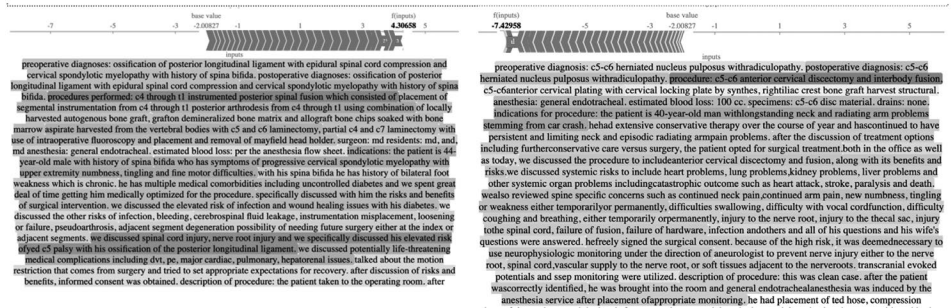 base value
f(inputs)
-7
-5
-3
-2.00827
-1
1
3
4.30658
5
inputs
preoperative diagnoses: ossification of posterior longitudinal ligament with epidural spinal cord compression and
cervical spondylotic myelopathy with history of spina bifida. postoperative diagnoses: ossification of posterior
longitudinal ligament with epidural spinal cord compression and cervical spondylotic myelopathy with history of spina
bifida. procedures performed: c4 through t1 instrumented posterior spinal fusion which consisted of placement of
segmental instrumentation from c4 through t1 posterior arthrodesis from c4 through t1 using combination of locally
harvested autogenous bone graft, grafton demineralized bone matrix and allograft bone chips soaked with bone
marrow aspirate harvested from the vertebral bodies with c5 and c6 laminectomy, partial c4 and c7 laminectomy with
use of intraoperative fluoroscopy and placement and removal of mayfield head holder. surgeon: md residents: md, and,
md anesthesia: general endotracheal. estimated blood loss: per the anesthesia flow sheet. indications: the patient is 44-
year-old male with history of spina bifida who has symptoms of progressive cervical spondylotic myelopathy with
upper extremity numbness, tingling and fine motor difficulties. with his spina bifida he has history of bilateral foot
weakness which is chronic. he has multiple medical comorbidities including uncontrolled diabetes and we spent great
deal of time getting him medically optimized for the procedure. specifically discussed with him the risks and benefits
of surgical intervention. we discussed the elevated risk of infection and wound healing issues with his diabetes. we
discussed the other risks of infection, bleeding, cerebrospinal fluid leakage, instrumentation misplacement, loosening
or failure, pseudoarthrosis, adjacent segment degeneration possibility of needing future surgery either at the index or
adjacent segments. we discussed spinal cord injury, nerve root injury and we specifically discussed his elevated risk
ofyed c5 palsy with his ossification of the posterior longitudinal ligament. we discussed potentially life-threatening
medical complications including dvt, pe, major cardiac, pulmonary, hepatorenal issues. talked about the motion
restriction that comes from surgery and tried to set appropriate expectations for recovery. after discussion of risks and
benefits, informed consent was obtained. description of procedure: the patient taken to the operating room. after
f(inputs)
base value
-7.42958
-5
-3
-2.00827
-1
1
3
5
inputs
preoperative diagnosis: c5-c6 herniated nucleus pulposus withradiculopathy. postoperative diagnosis: c5-c6
herniated nucleus pulposus withradiculopathy. procedure: c5-c6 anterior cervical discectomy and interbody fusion,
c5-c6anterior cervical plating with cervical locking plate by synthes, rightiliac crest bone graft harvest structural.
anesthesia: general endotracheal. estimated blood loss: 100 cc. specimens: c5-c6 disc material. drains: none.
indications for procedure: the patient is 40-year-old man withlongstanding neck and radiating arm problems
stemming from car crash. hehad extensive conservative therapy over the course of year and hascontinued to have
persistent and limiting neck and episodic radiating armpain problems. after the discussion of treatment options
including furtherconservative care versus surgery, the patient opted for surgical treatment.both in the office as well
as today, we discussed the procedure to includeanterior cervical discectomy and fusion, along with its benefits and
risks.we discussed systemic risks to include heart problems, lung problems,kidney problems, liver problems and
other systemic organ problems includingcatastrophic outcome such as heart attack, stroke, paralysis and death.
wealso reviewed spine specific concerns such as continued neck pain,continued arm pain, new numbness, tingling
or weakness either temporarilyor permanently, difficulties swallowing, difficulty with vocal cordfunction, difficulty
coughing and breathing, either temporarily orpermently, injury to the nerve root, injury to the thecal sac, injury
tothe spinal cord, failure of fusion, failure of hardware, infection andothers and all of his questions and his wife's
questions were answered. hefreely signed the surgical consent. because of the high risk, it was deemednecessary to
use neurophysiologic monitoring under the direction of aneurologist to prevent nerve injury either to the nerve
root, spinal cord,vascular supply to the nerve root, or soft tissues adjacent to the nerveroots. transcranial evoked
potentials and ssep monitoring were utilized. description of procedure: this was clean case. after the patient
wascorrectly identified, he was brought into the room and general endotrachealanesthesia was induced by the
anesthesia service after placement ofappropriate monitoring. he had placement of ted hose, compression